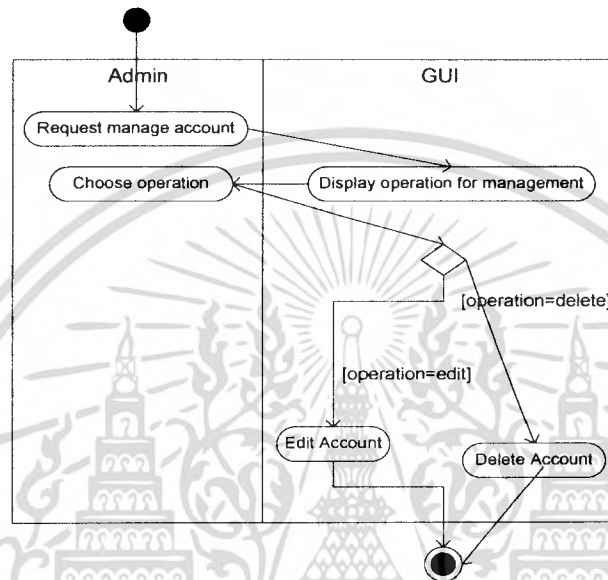 Admin
GUI
Request manage account
Choose operation
Display operation for management
[operation=delete]
[operation=edit]
Edit Account
Delete Account